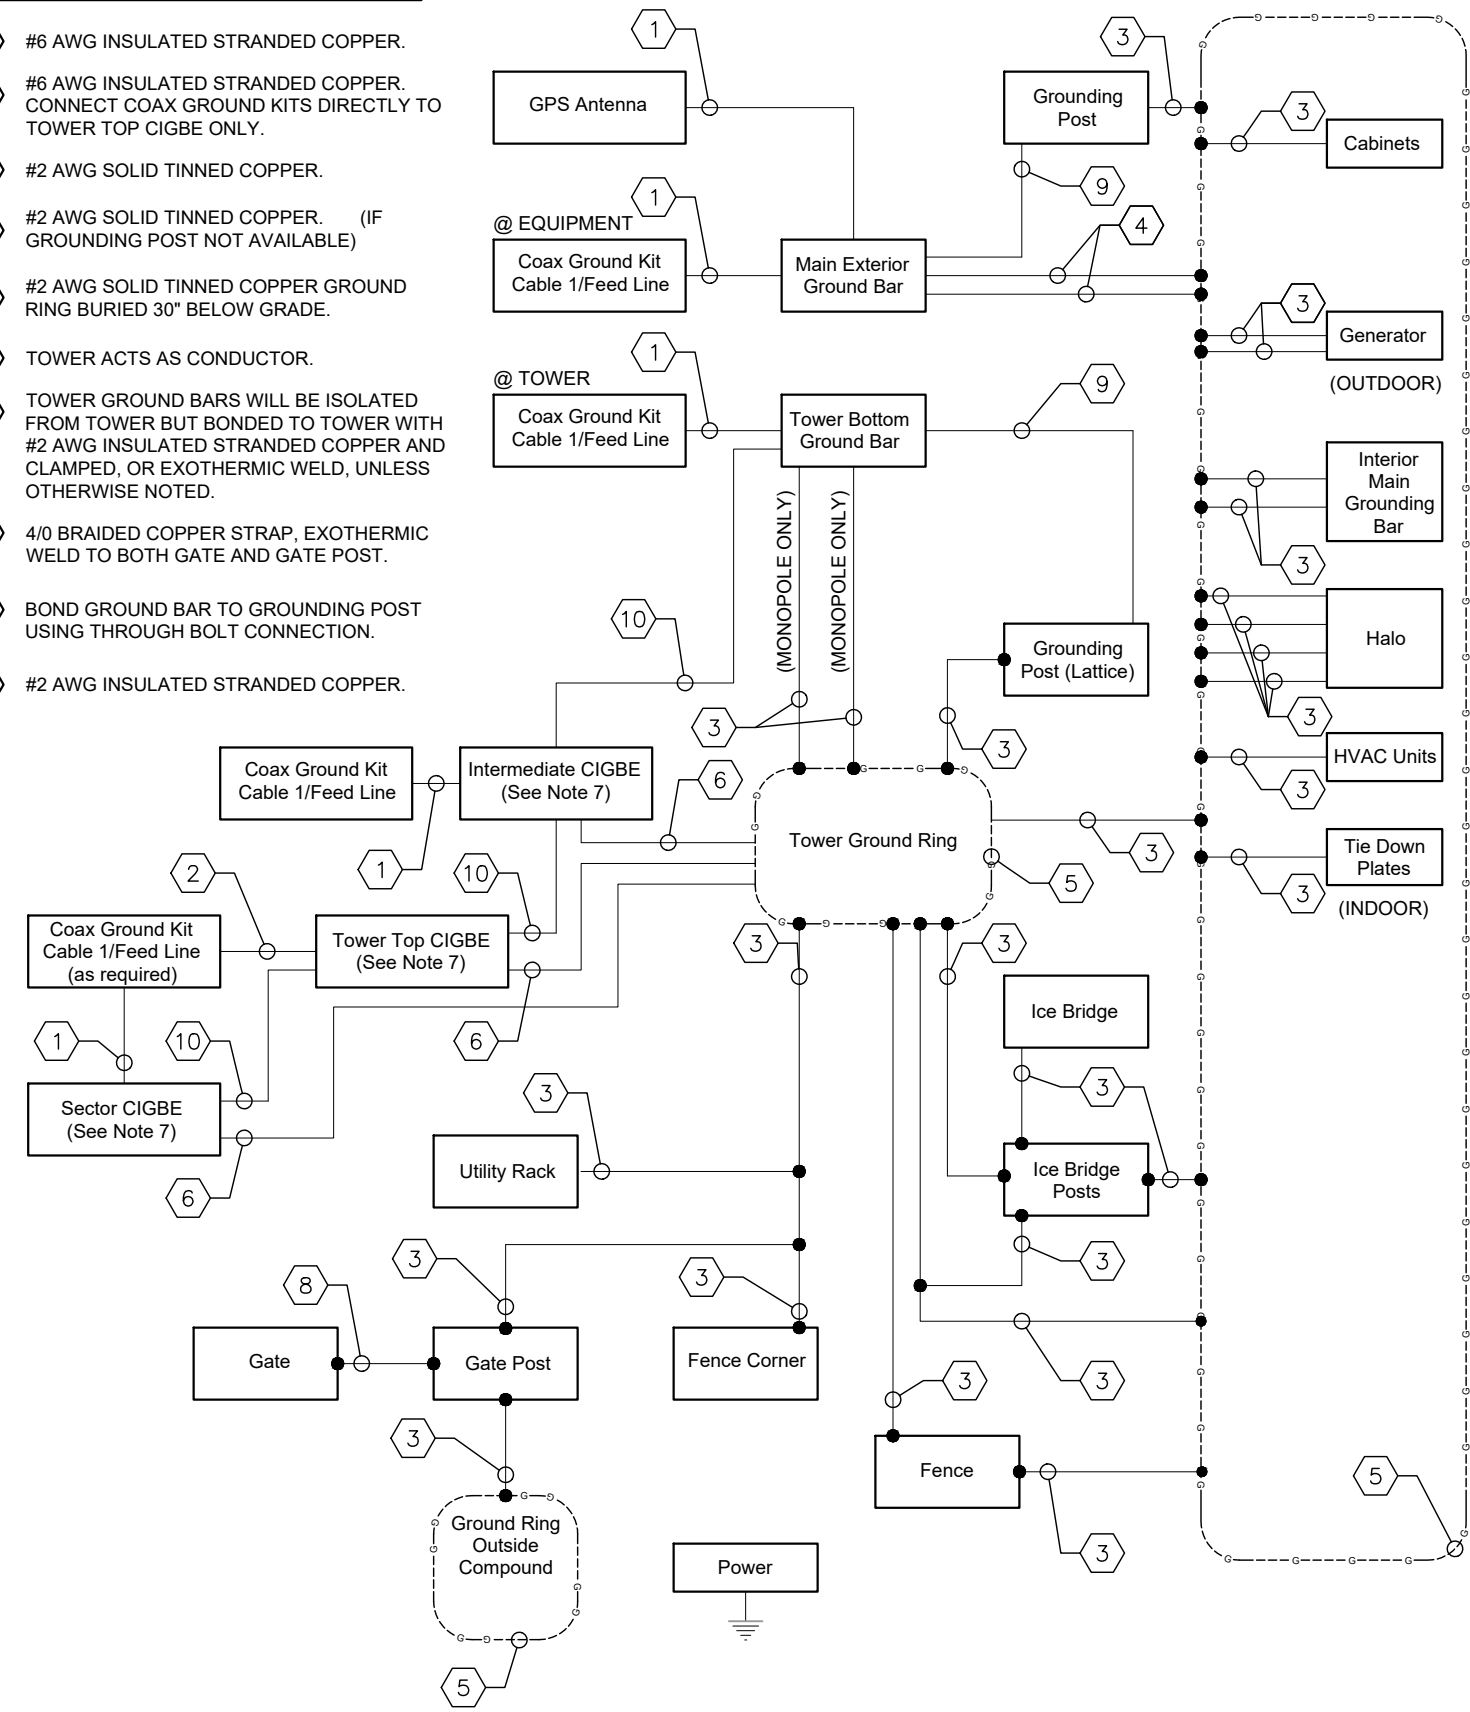 #6 AWG INSULATED STRANDED COPPER.
#6 AWG INSULATED STRANDED COPPER.
CONNECT COAX GROUND KITS DIRECTLY TO
TOWER TOP CIGBE ONLY.
#2 AWG SOLID TINNED COPPER.
#2 AWG SOLID TINNED COPPER. (IF
GROUNDING POST NOT AVAILABLE)
#2 AWG SOLID TINNED COPPER GROUND
RING BURIED 30" BELOW GRADE.
TOWER ACTS AS CONDUCTOR.
TOWER GROUND BARS WILL BE ISOLATED
FROM TOWER BUT BONDED TO TOWER WITH
#2 AWG INSULATED STRANDED COPPER AND
CLAMPED, OR EXOTHERMIC WELD, UNLESS
OTHERWISE NOTED.
4/0 BRAIDED COPPER STRAP, EXOTHERMIC
WELD TO BOTH GATE AND GATE POST.
BOND GROUND BAR TO GROUNDING POST
USING THROUGH BOLT CONNECTION.
#2 AWG INSULATED STRANDED COPPER.
1
GPS Antenna
3
Grounding
Post
3
Cabinets
9
1
@ EQUIPMENT
Coax Ground Kit
Cable 1/Feed Line
Main Exterior
Ground Bar
4
3
Generator
(OUTDOOR)
1
@ TOWER
Coax Ground Kit
Cable 1/Feed Line
Tower Bottom
Ground Bar
9
Interior
Main
Grounding
Bar
3
(MONOPOLE ONLY)
(MONOPOLE ONLY)
10
Grounding
Post (Lattice)
Halo
3
3
3
Coax Ground Kit
Cable 1/Feed Line
Intermediate CIGBE
(See Note 7)
6
HVAC Units
3
1
Tower Ground Ring
3
5
Tie Down
Plates
3
(INDOOR)
2
10
Coax Ground Kit
Cable 1/Feed Line
(as required)
Tower Top CIGBE
(See Note 7)
3
3
6
1
10
Ice Bridge
3
Sector CIGBE
(See Note 7)
6
3
Utility Rack
Ice Bridge
Posts
3
3
3
8
Gate
Gate Post
Fence Corner
3
3
3
Fence
3
5
Ground Ring
Outside
Compound
5
Power
G
G
G
G
G
G
G
G
G
G
G
G